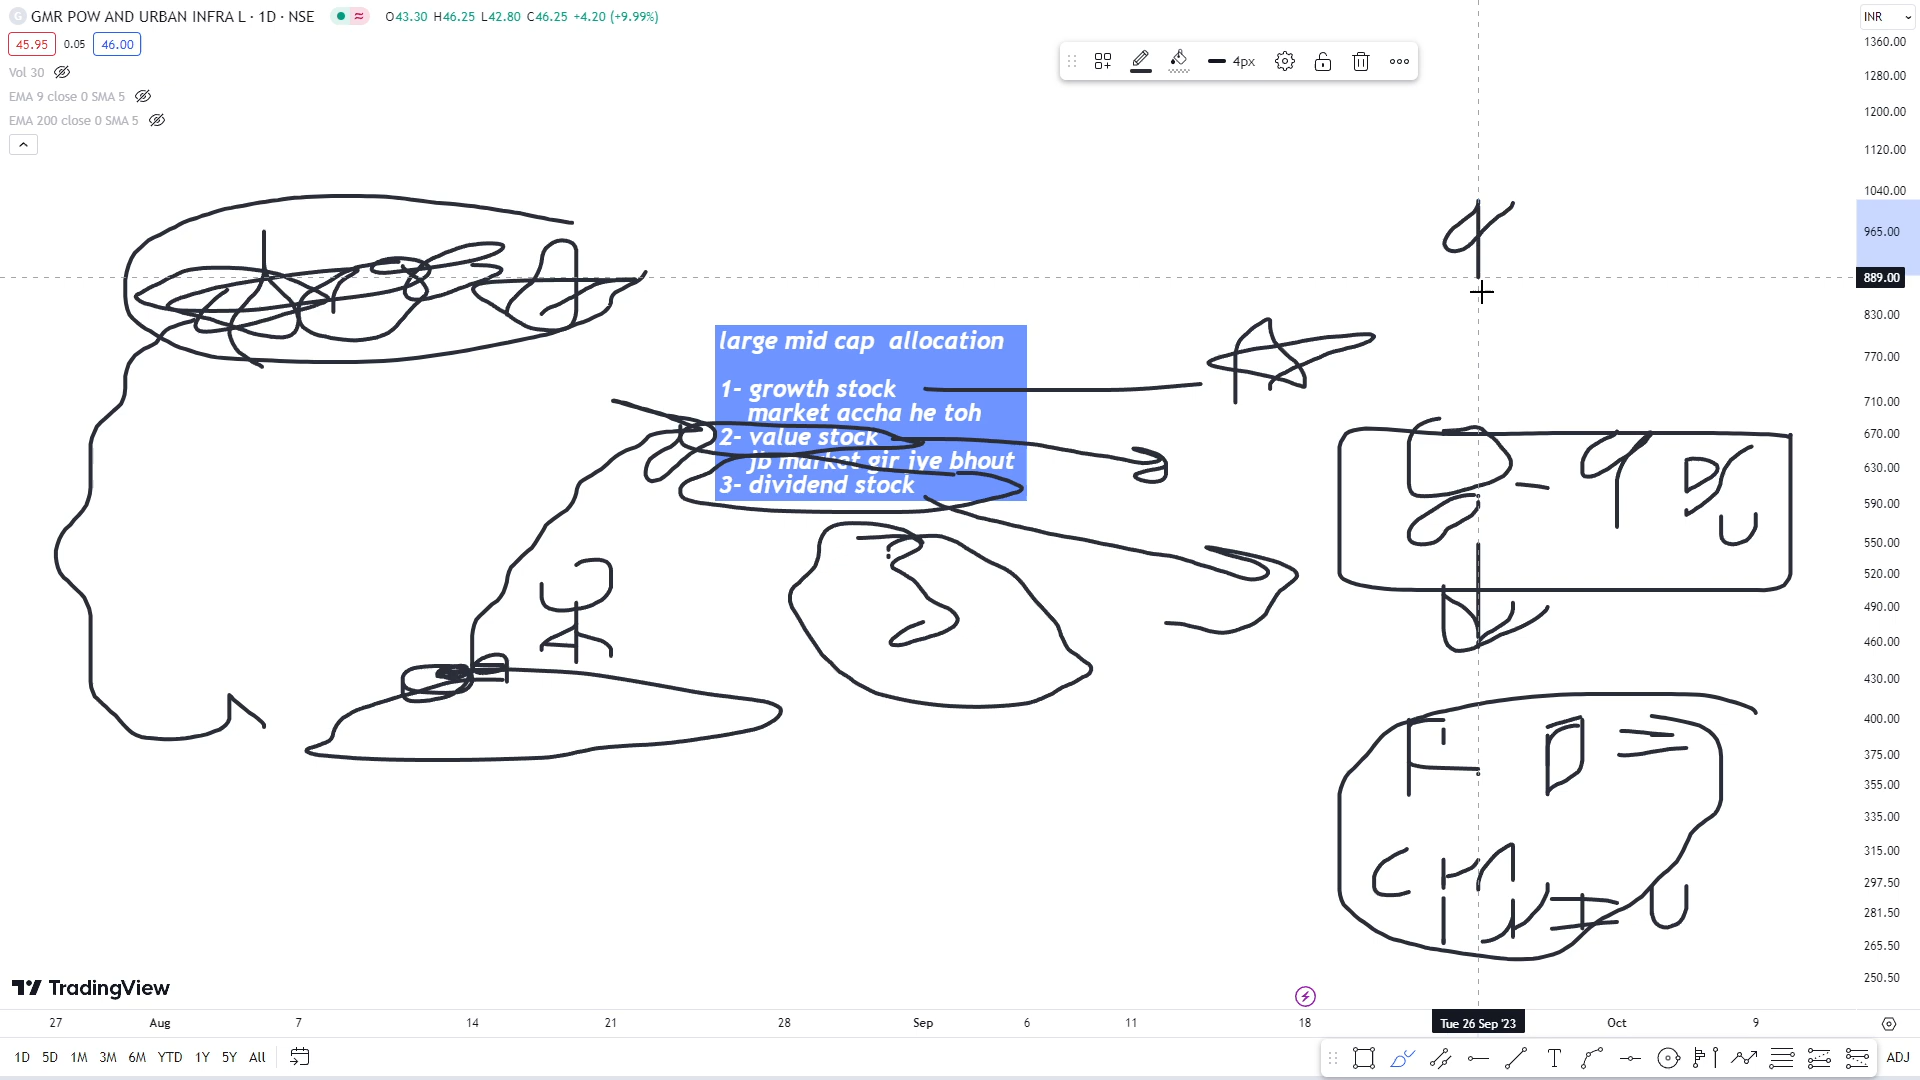 GMR POW AND URBAN INFRA L · 1D · NSE O43.30 H46.25 L42.80 C46.25 +4.20 (+9.99%)
INR
45.95 0.05 46.00
4px
Vol 30
EMA 9 close 0 SMA 5
EMA 200 close 0 SMA 5
1360.00
1280.00
1200.00
1120.00
1040.00
965.00
889.00
830.00
770.00
710.00
670.00
630.00
590.00
550.00
520.00
490.00
460.00
430.00
400.00
375.00
355.00
335.00
315.00
297.50
281.50
265.50
250.50
large mid cap allocation
1- growth stock
market accha he toh
2- value stock
jb market gir jye bhout
3- dividend stock
TradingView
27 Aug 7 14 21 28 Sep 6 11 18 Tue 26 Sep '23 Oct 9
1D 5D 1M 3M 6M YTD 1Y 5Y All ADJ